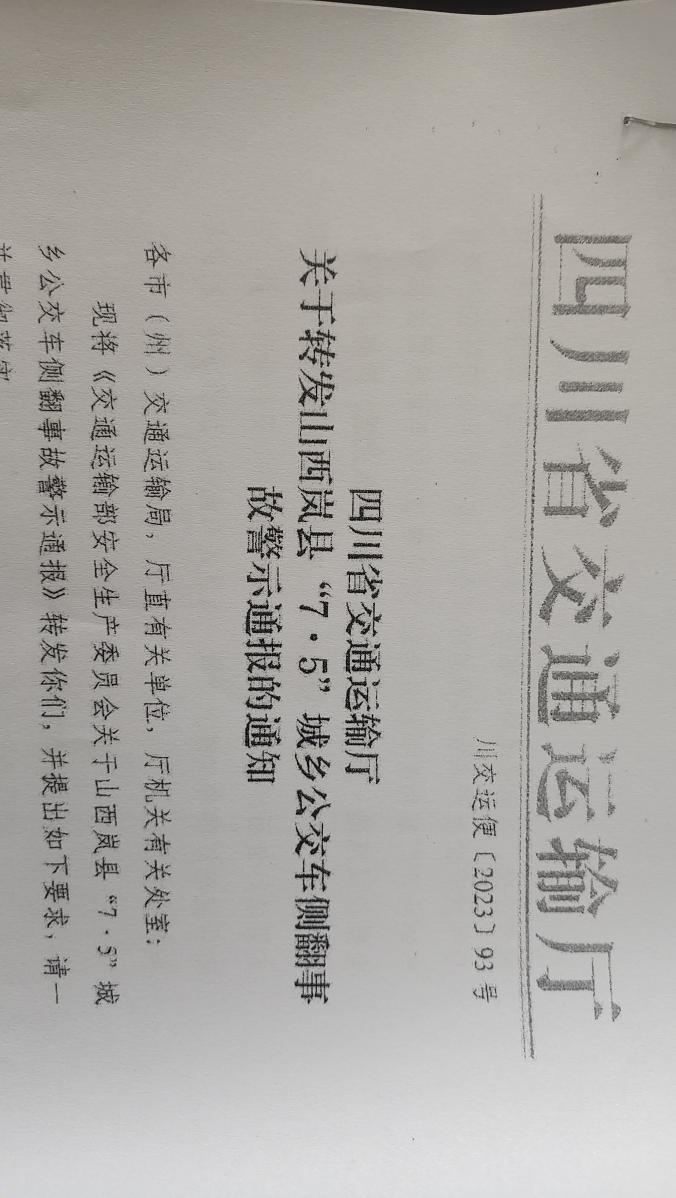 四川省交通运输厅
川交运便〔2023〕93 号
四川省交通运输厅
关于转发山西岚县“7·5”城乡公交车侧翻事
故警示通报的通知
各市（州）交通运输局，厅直有关单位，厅机关有关处室：
现将《交通运输部安全生产委员会关于山西岚县“7·5”城
乡公交车侧翻事故警示通报》转发你们，并提出如下要求，请一
并贯彻落实